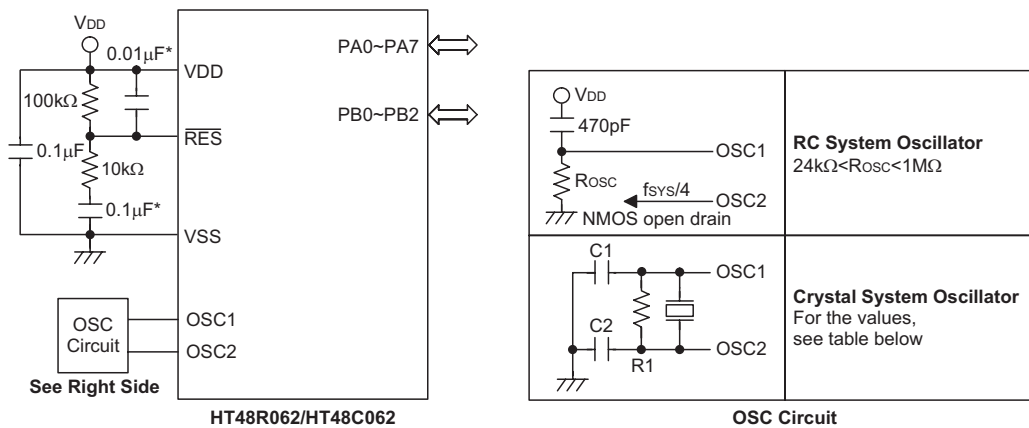 VDD
0.01μF*
VDD
100kΩ
RES
0.1μF
10kΩ
0.1μF*
VSS
OSC
Circuit
OSC1
OSC2
See Right Side
PA0~PA7
PB0~PB2
HT48R062/HT48C062
VDD
470pF
OSC1
ROSC
fSYS/4
OSC2
NMOS open drain
RC System Oscillator
24kΩ<ROSC<1MΩ
C1
OSC1
C2
OSC2
R1
Crystal System Oscillator
For the values,
see table below
OSC Circuit